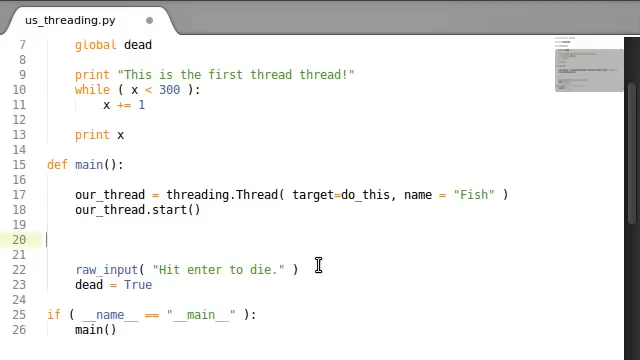 us_threading.py
7 global dead
8
9 print "This is the first thread thread!"
10 while ( x < 300 ):
11 x += 1
12
13 print x
14
15 def main():
16
17 our_thread = threading.Thread( target=do_this, name = "Fish" )
18 our_thread.start()
19
20
21
22 raw_input( "Hit enter to die." )
23 dead = True
24
25 if ( __name__ == "__main__" ):
26 main()